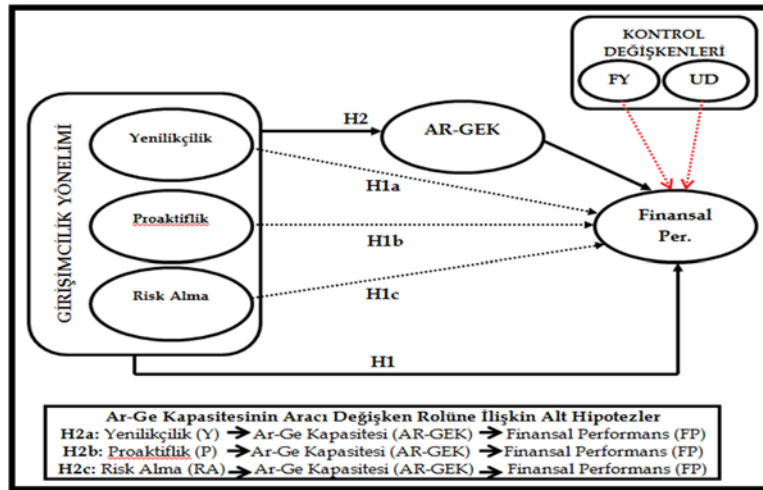 KONTROL
DEĞİŞKENLERİ
FY
UD
GİRİŞİMCİLİK YÖNELİMİ
Yenilikçilik
H2
AR-GEK
H1a
Proaktiflik
H1b
Finansal
Per.
Risk Alma
H1c
H1
Ar-Ge Kapasitesinin Aracı Değişken Rolüne İlişkin Alt Hipotezler
H2a: Yenilikçilik (Y) → Ar-Ge Kapasitesi (AR-GEK) → Finansal Performans (FP)
H2b: Proaktiflik (P) → Ar-Ge Kapasitesi (AR-GEK) → Finansal Performans (FP)
H2c: Risk Alma (RA) → Ar-Ge Kapasitesi (AR-GEK) → Finansal Performans (FP)